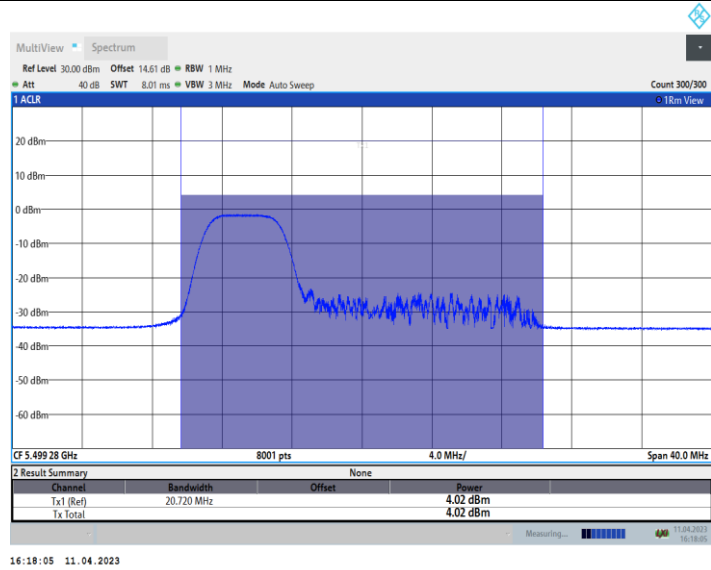 R S
MultiView Spectrum
Ref Level 30.00 dBm Offset 14.61 dB RBW 1 MHz
Att 40 dB SWT 8.01 ms VBW 3 MHz Mode Auto Sweep Count 300/300
1 ACLR 1Rm View
20 dBm
10 dBm
0 dBm
-10 dBm
-20 dBm
-30 dBm
-40 dBm
-50 dBm
-60 dBm
CF 5.499 28 GHz 8001 pts 4.0 MHz/ Span 40.0 MHz
2 Result Summary None
Channel Bandwidth Offset Power
Tx1 (Ref) 20.720 MHz 4.02 dBm
Tx Total 4.02 dBm
Measuring... 11.04.2023
16:18:05
16:18:05 11.04.2023